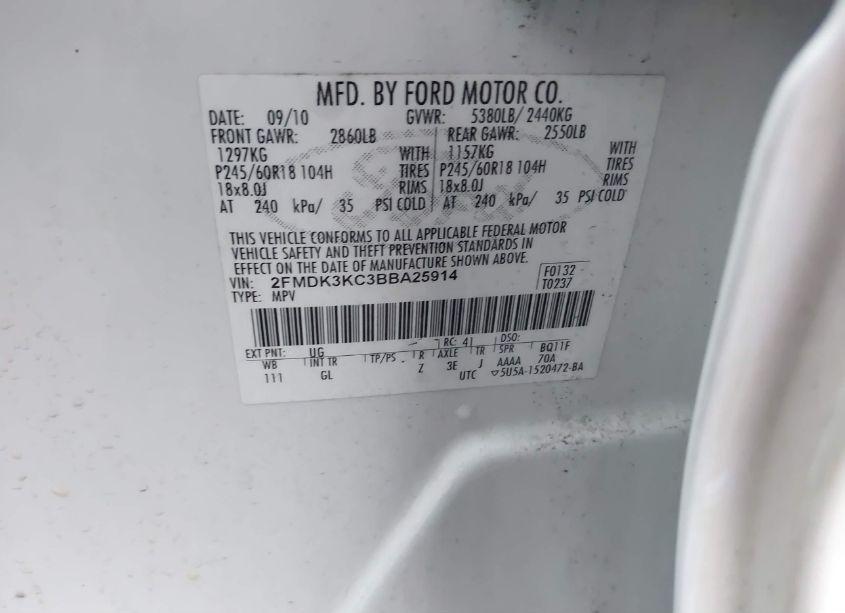 MFD. BY FORD MOTOR CO.
DATE: 09/10 GVWR: 5380LB/ 2440KG
FRONT GAWR: 2860LB REAR GAWR: 2550LB
1297KG WITH 1157KG WITH
P245/60R18 104H TIRES P245/60R18 104H TIRES
18x8.0J RIMS 18x8.0J RIMS
AT 240 kPa/ 35 PSI COLD AT 240 kPa/ 35 PSI COLD
THIS VEHICLE CONFORMS TO ALL APPLICABLE FEDERAL MOTOR
VEHICLE SAFETY AND THEFT PREVENTION STANDARDS IN
EFFECT ON THE DATE OF MANUFACTURE SHOWN ABOVE.
VIN: 2FMDK3KC3BBA25914 F0132
TYPE: MPV T0237
EXT PNT: UG RC: 41 DSO: BQ11F
WB INT TR TP/PS R AXLE TR SPR 70A
111 GL Z 3E J AAAA
UTC ▽5U5A-1520472-BA